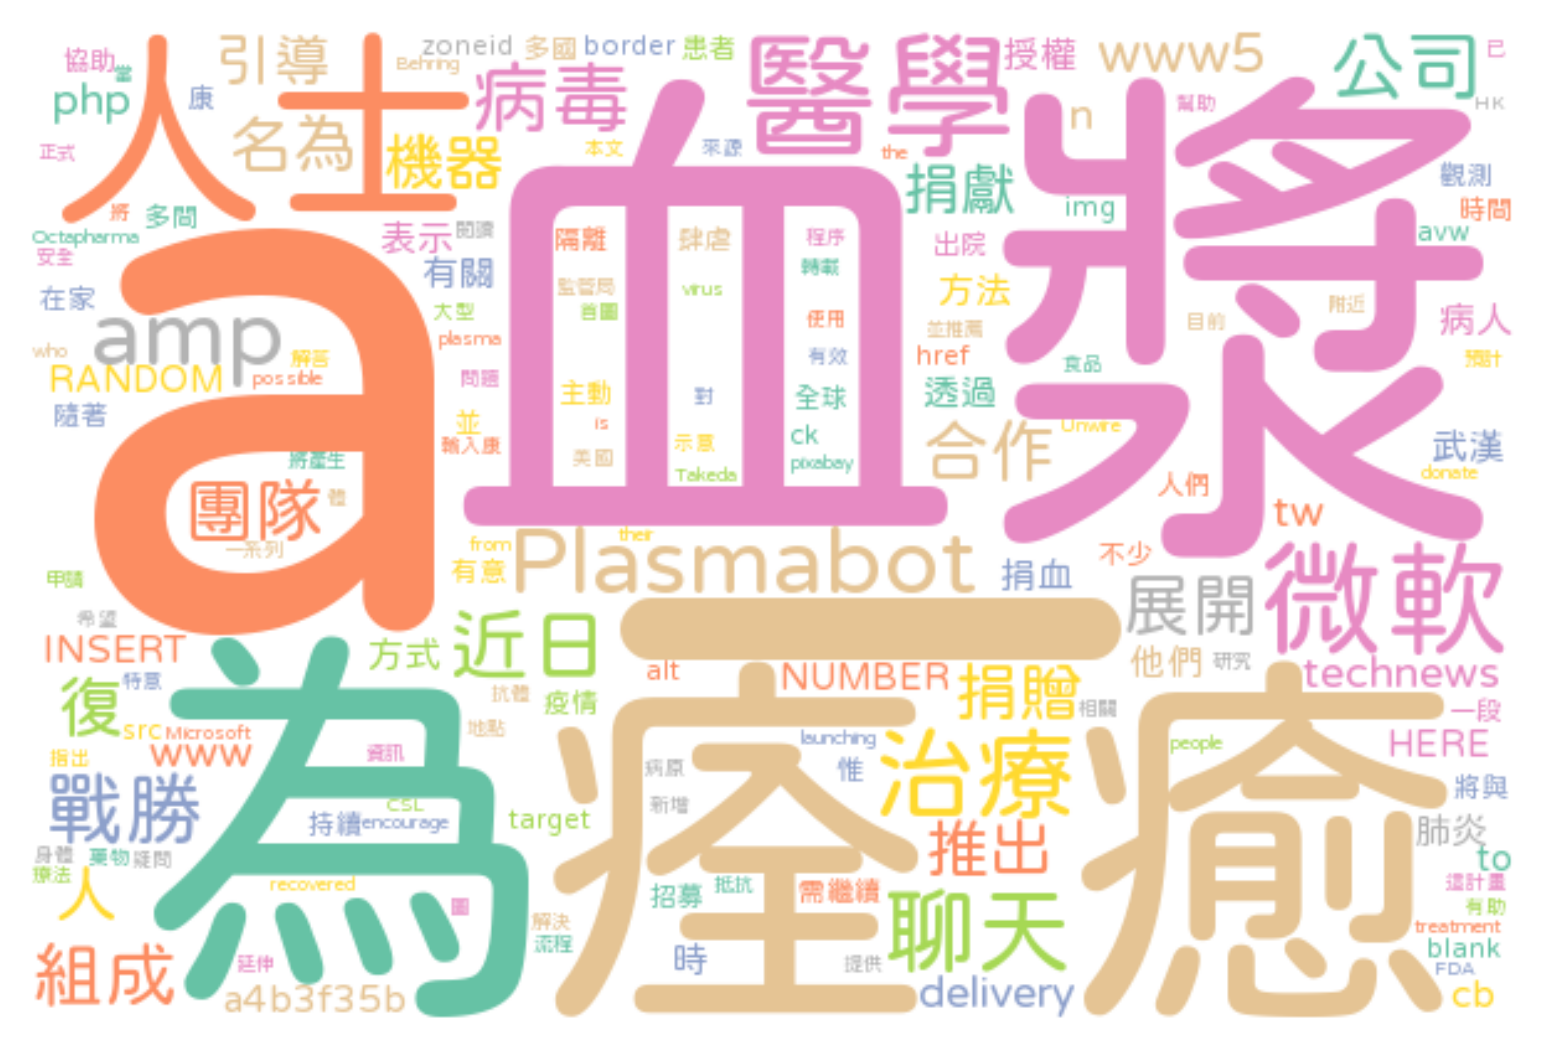 協助
當
人士
引導
zoneid
多國
border
患者
Behring
醫學
授權
www5
公司
已
php
康
病毒
HK
n
幫助
名為
機器
本文
來源
the
正式
血漿
捐獻
觀測
img
時間
將
多間
表示
閱讀
隔離
肆虐
程序
出院
avw
Octapharma
安全
有關
轉載
在家
監管局
virus
方法
附近
a
大型
首圖
使用
並推薦
目前
病人
amp
plasma
who
解答
有效
href
食品
預計
RANDOM
possible
問題
主動
對
全球
透過
隨著
並
is
ck
合作
Unwire
輸入康
示意
武漢
將產生
美國
Takeda
pixabay
donate
團隊
體
人們
tw
一系列
from
their
Plasmabot
不少
申請
有意
捐血
微軟
希望
展開
INSERT
方式
近日
一
他們
研究
為
alt
NUMBER
technews
復
特意
抗體
疫情
捐贈
相關
一段
src
Microsoft
地點
痊癒
launching
people
HERE
www
指出
資訊
病原
惟
治療
將與
戰勝
CSL
新增
持續
encourage
target
肺炎
推出
to
身體
藥物
疑問
療法
人
recovered
招募
抵抗
需繼續
這計畫
有助
圖
解決
聊天
treatment
流程
blank
組成
延伸
時
提供
FDA
a4b3f35b
delivery
cb